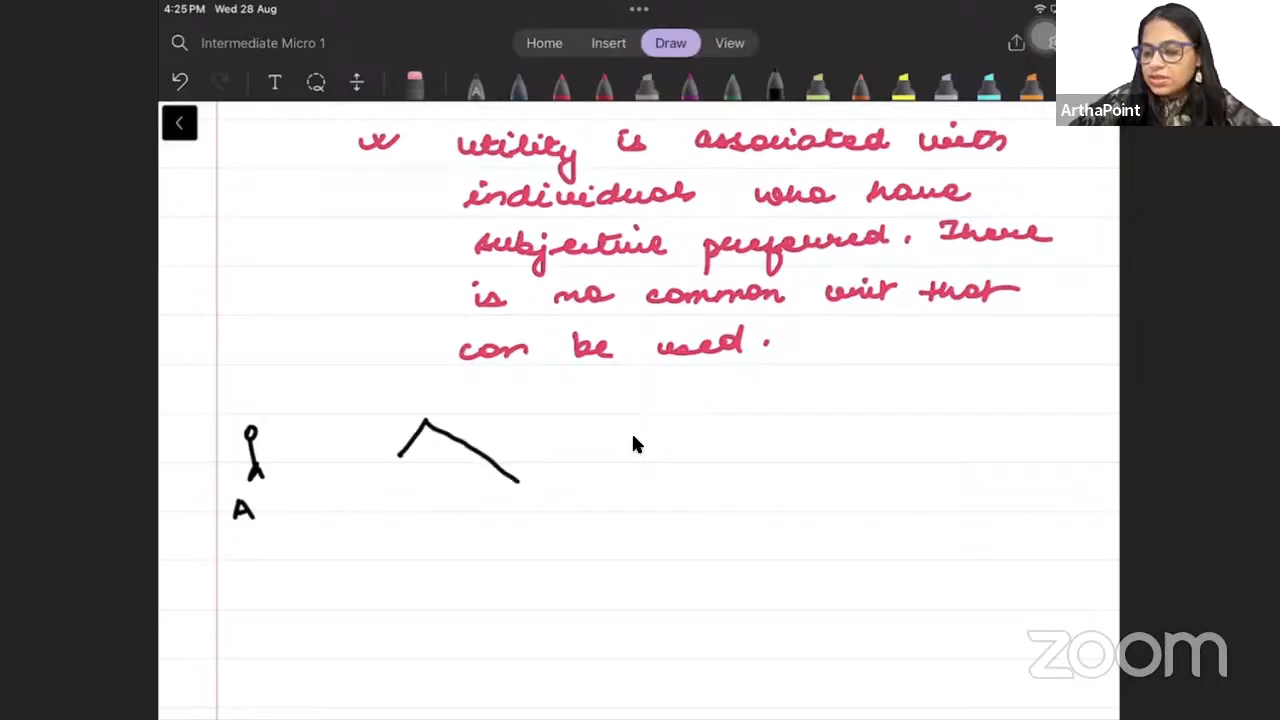 4:25 PM Wed 28 Aug
Intermediate Micro 1
Home Insert Draw View
ArthaPoint
utility is associated with
individuals who have
subjective preferred. There
is no common unit that
can be used.
A
zoom